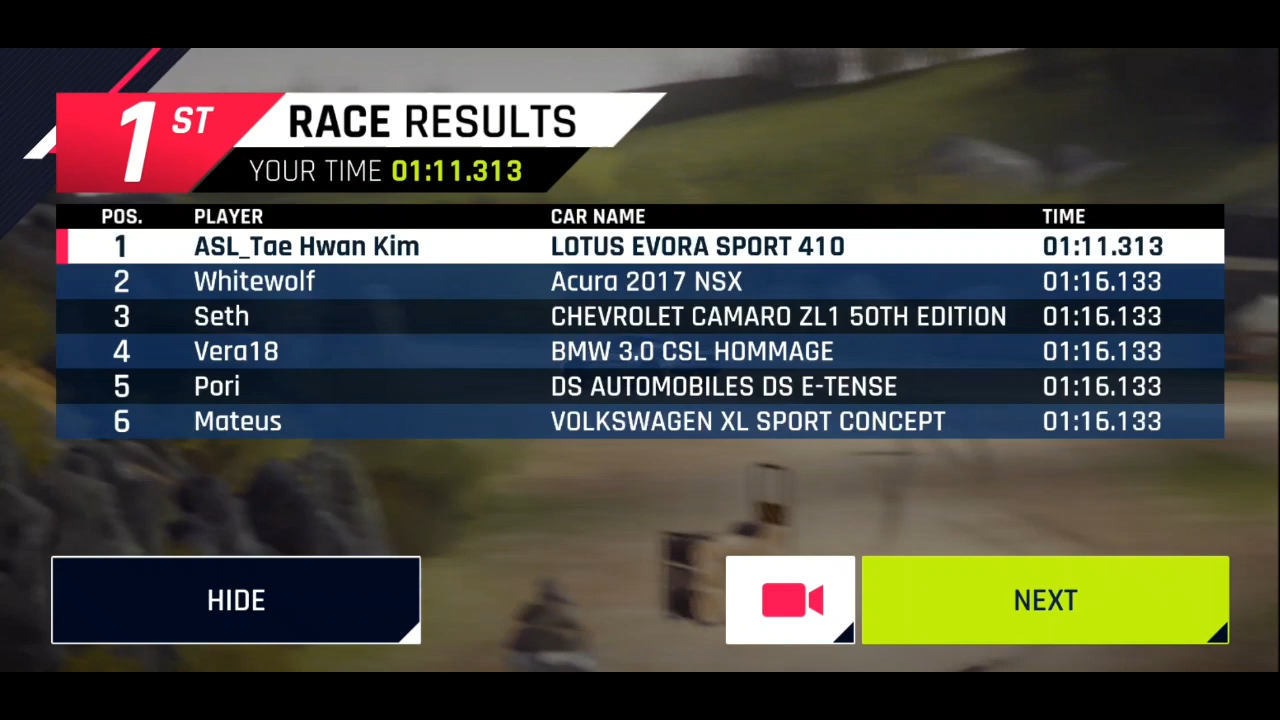 1ST RACE RESULTS
YOUR TIME 01:11.313
POS. PLAYER CAR NAME TIME
1 ASL_Tae Hwan Kim LOTUS EVORA SPORT 410 01:11.313
2 Whitewolf Acura 2017 NSX 01:16.133
3 Seth CHEVROLET CAMARO ZL1 50TH EDITION 01:16.133
4 Vera18 BMW 3.0 CSL HOMMAGE 01:16.133
5 Pori DS AUTOMOBILES DS E-TENSE 01:16.133
6 Mateus VOLKSWAGEN XL SPORT CONCEPT 01:16.133
HIDE NEXT